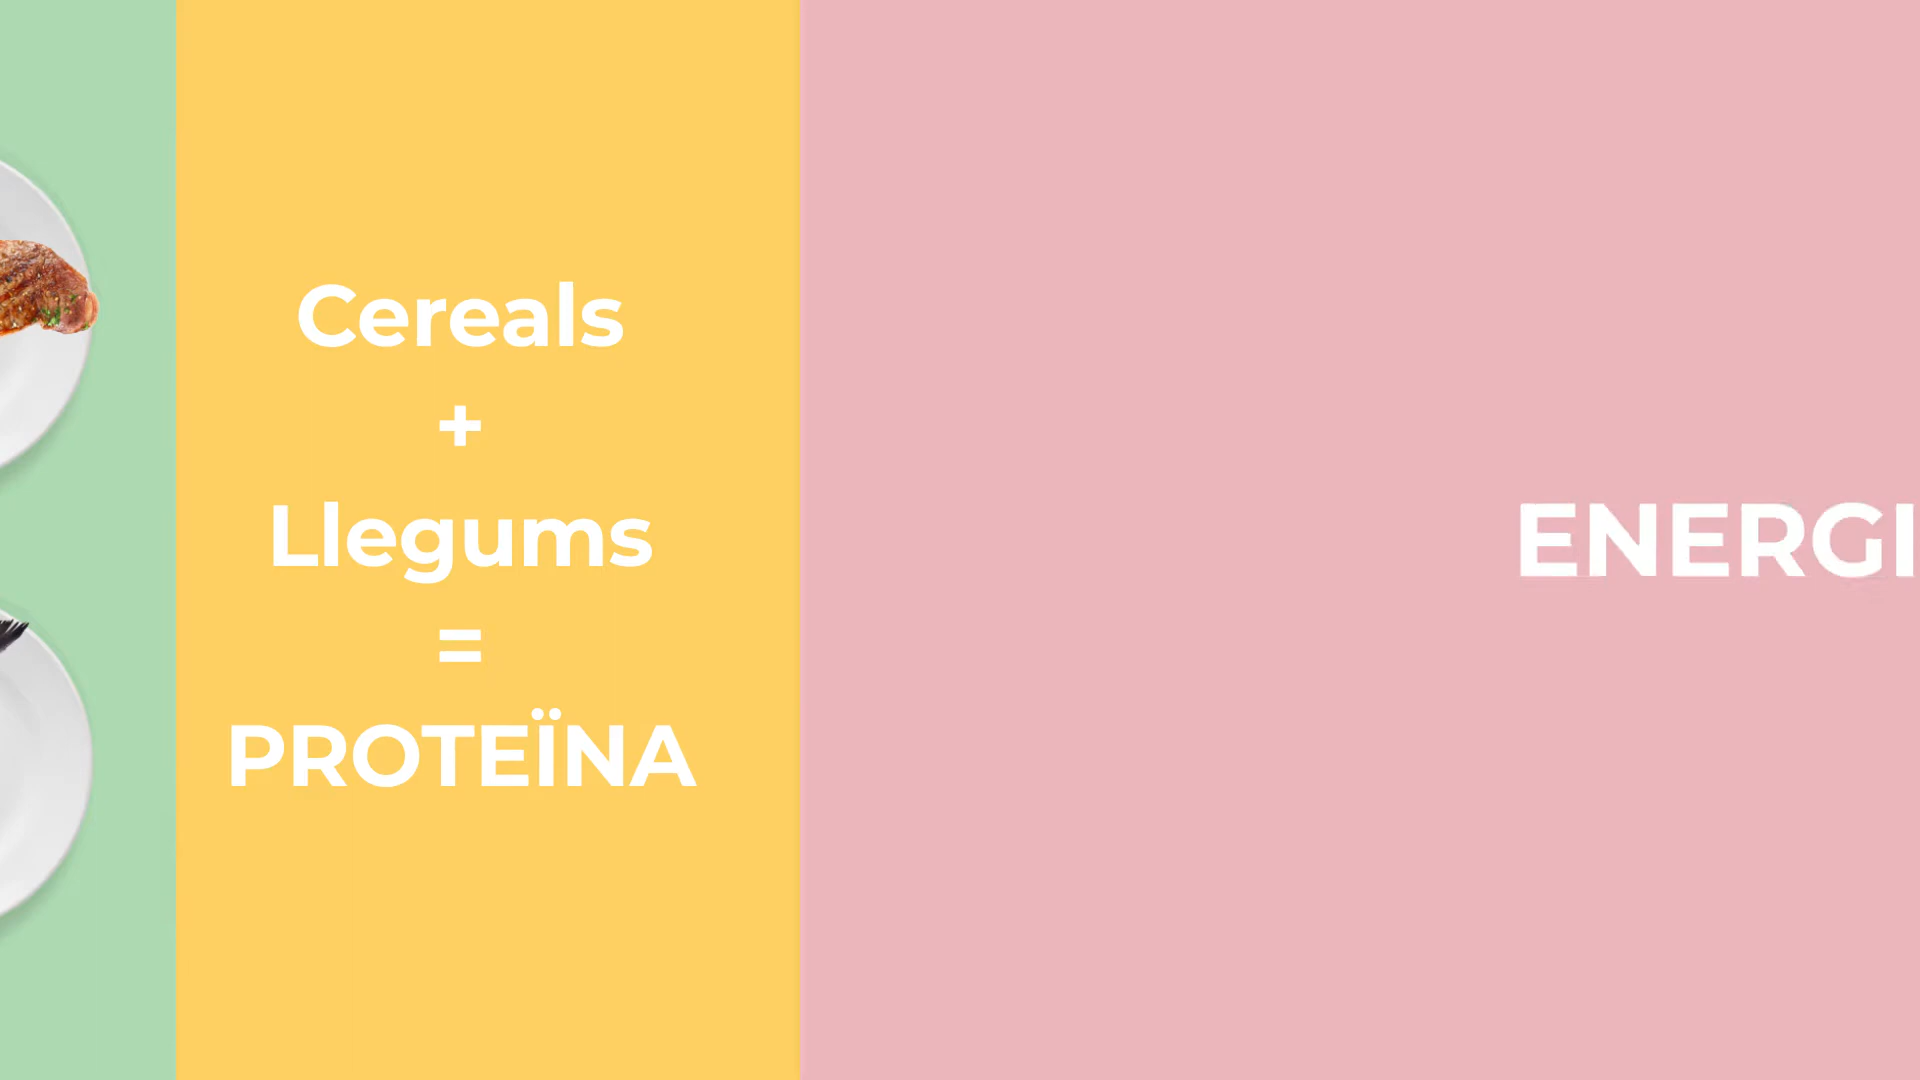 Cereals
+
Llegums
=
PROTEÏNA
ENERGI